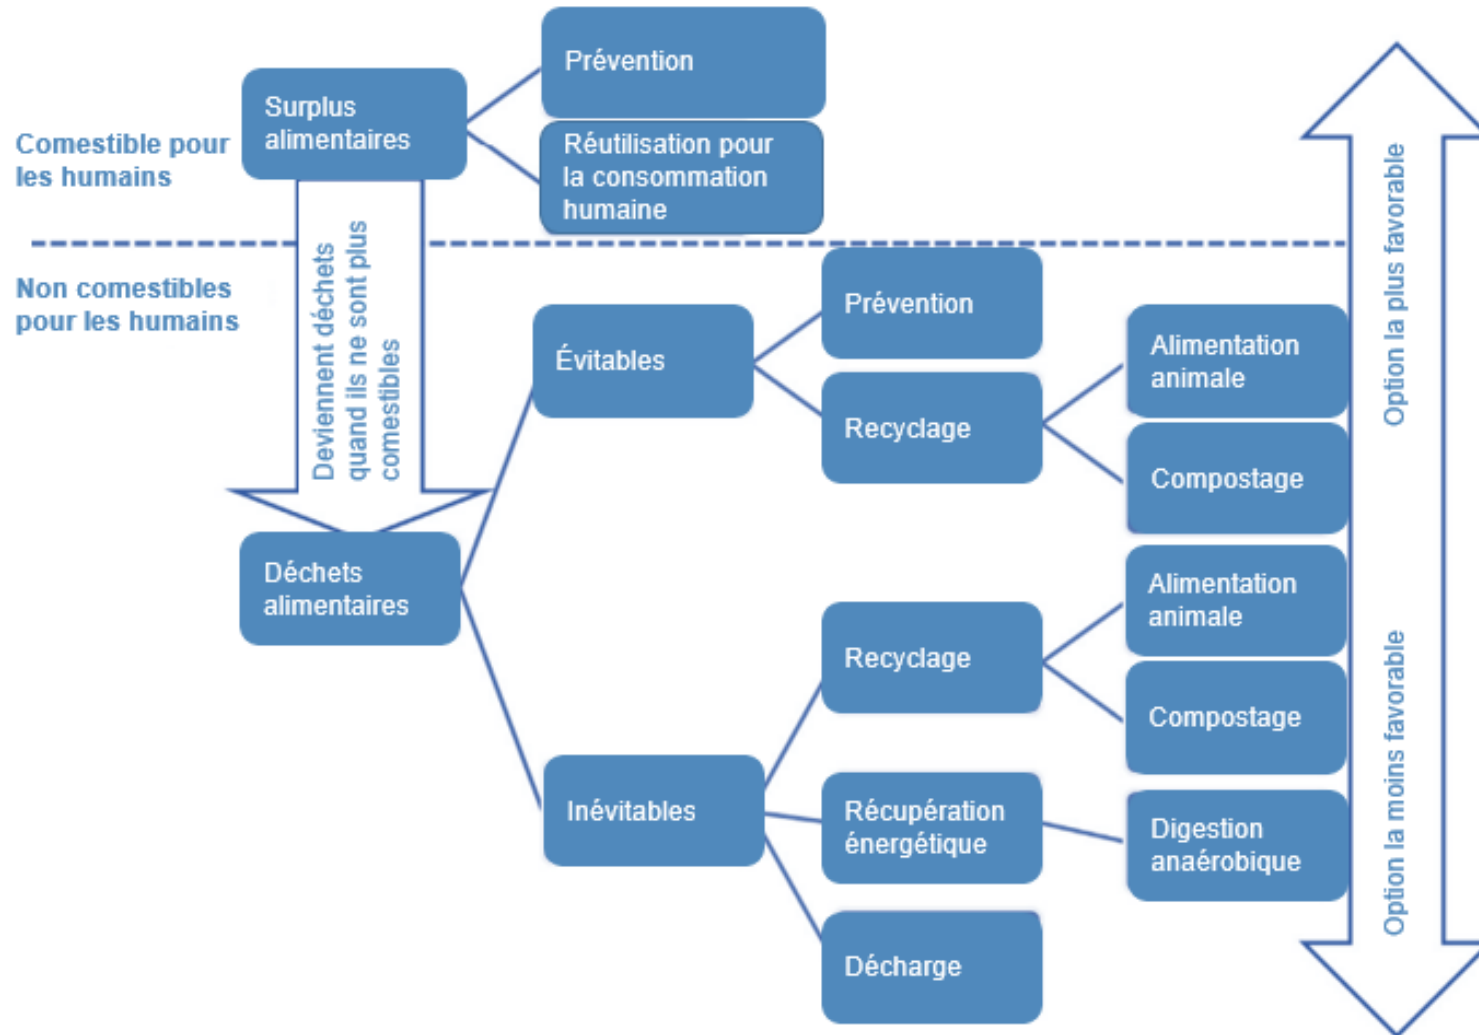 Prévention
Surplus
alimentaires
Comestible pour
les humains
Réutilisation pour
la consommation
humaine
Non comestibles
pour les humains
Deviennent déchets
quand ils ne sont plus
comestibles
Évitables
Prévention
Recyclage
Alimentation
animale
Compostage
Déchets
alimentaires
Inévitables
Recyclage
Alimentation
animale
Compostage
Récupération
énergétique
Digestion
anaérobique
Décharge
Option la plus favorable
Option la moins favorable